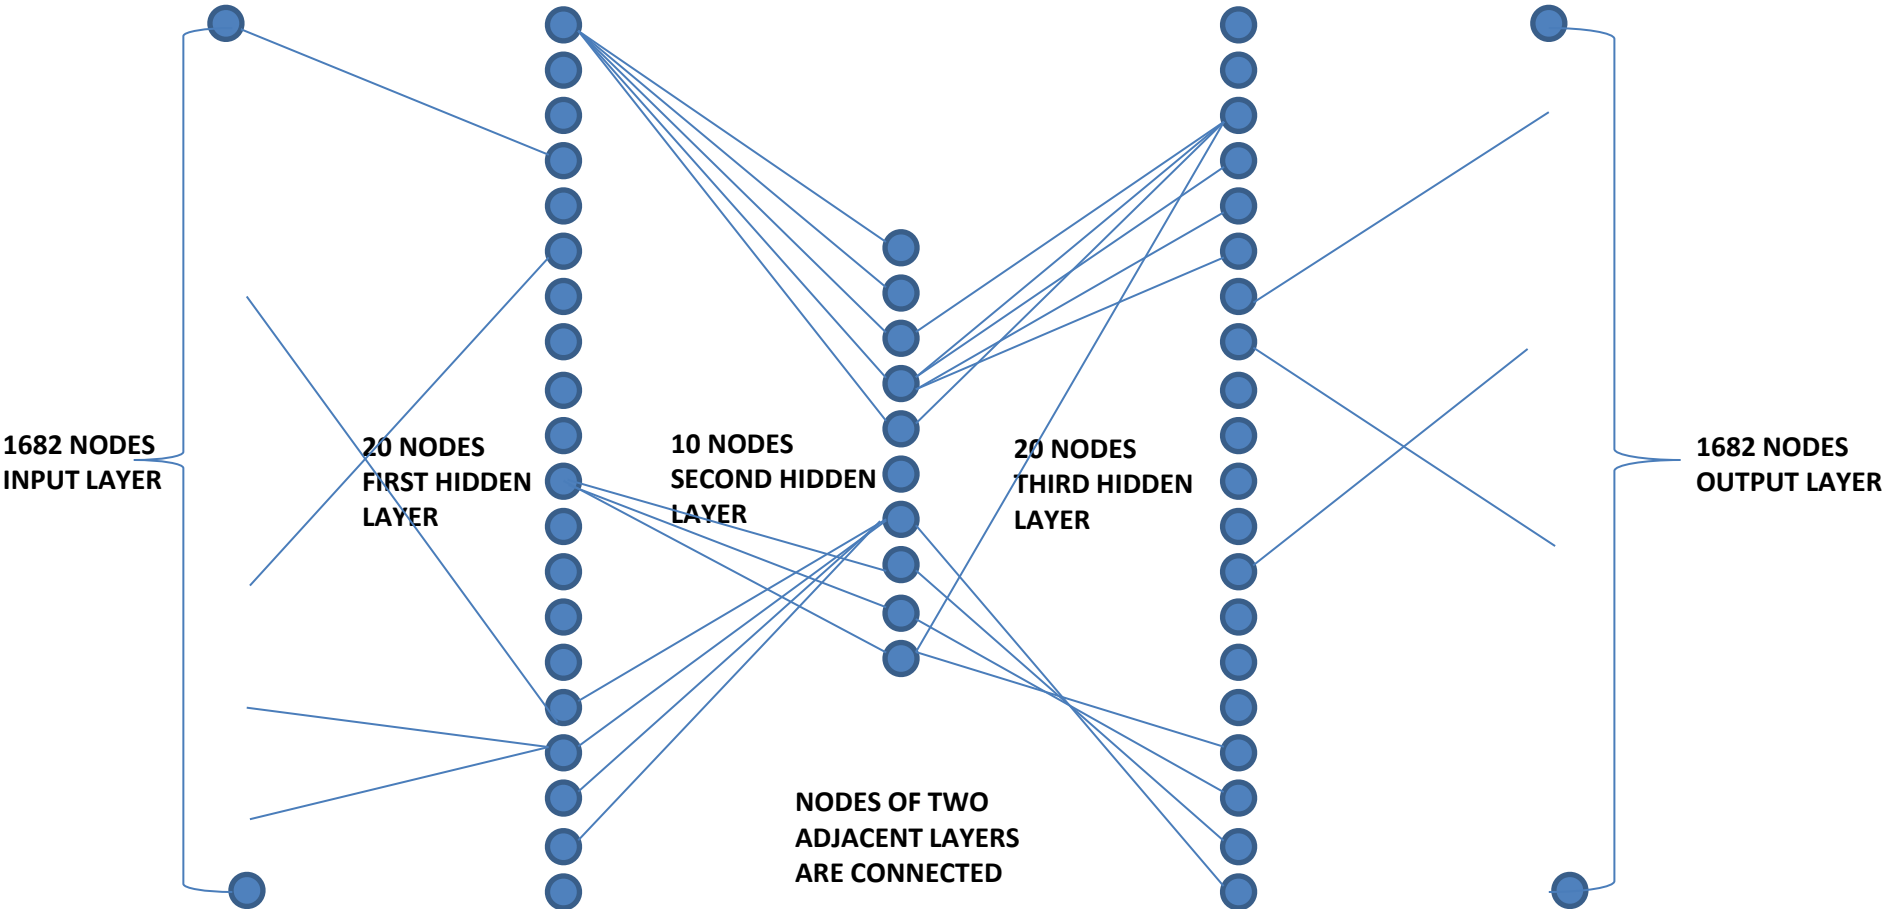 1682 NODES
INPUT LAYER
20 NODES
FIRST HIDDEN
LAYER
10 NODES
SECOND HIDDEN
LAYER
20 NODES
THIRD HIDDEN
LAYER
1682 NODES
OUTPUT LAYER
NODES OF TWO
ADJACENT LAYERS
ARE CONNECTED